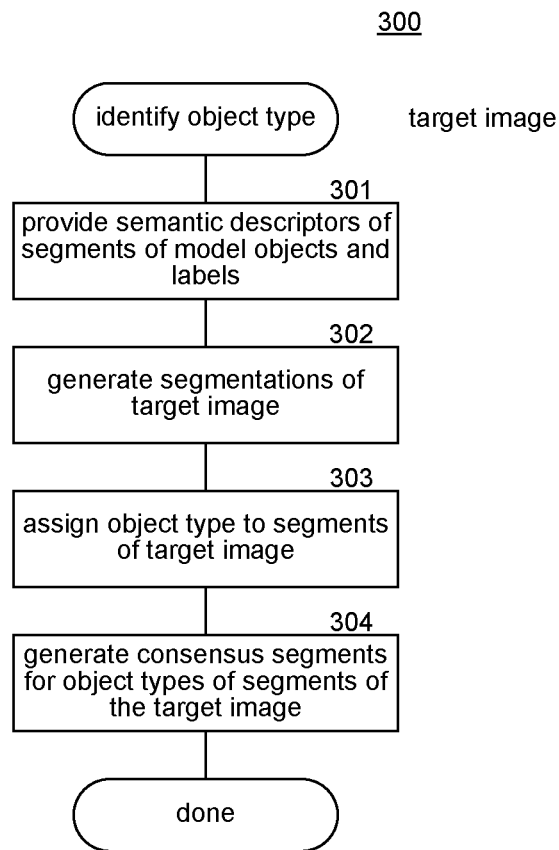 300
identify object type
target image
301
provide semantic descriptors of
segments of model objects and
labels
302
generate segmentations of
target image
303
assign object type to segments
of target image
304
generate consensus segments
for object types of segments of
the target image
done